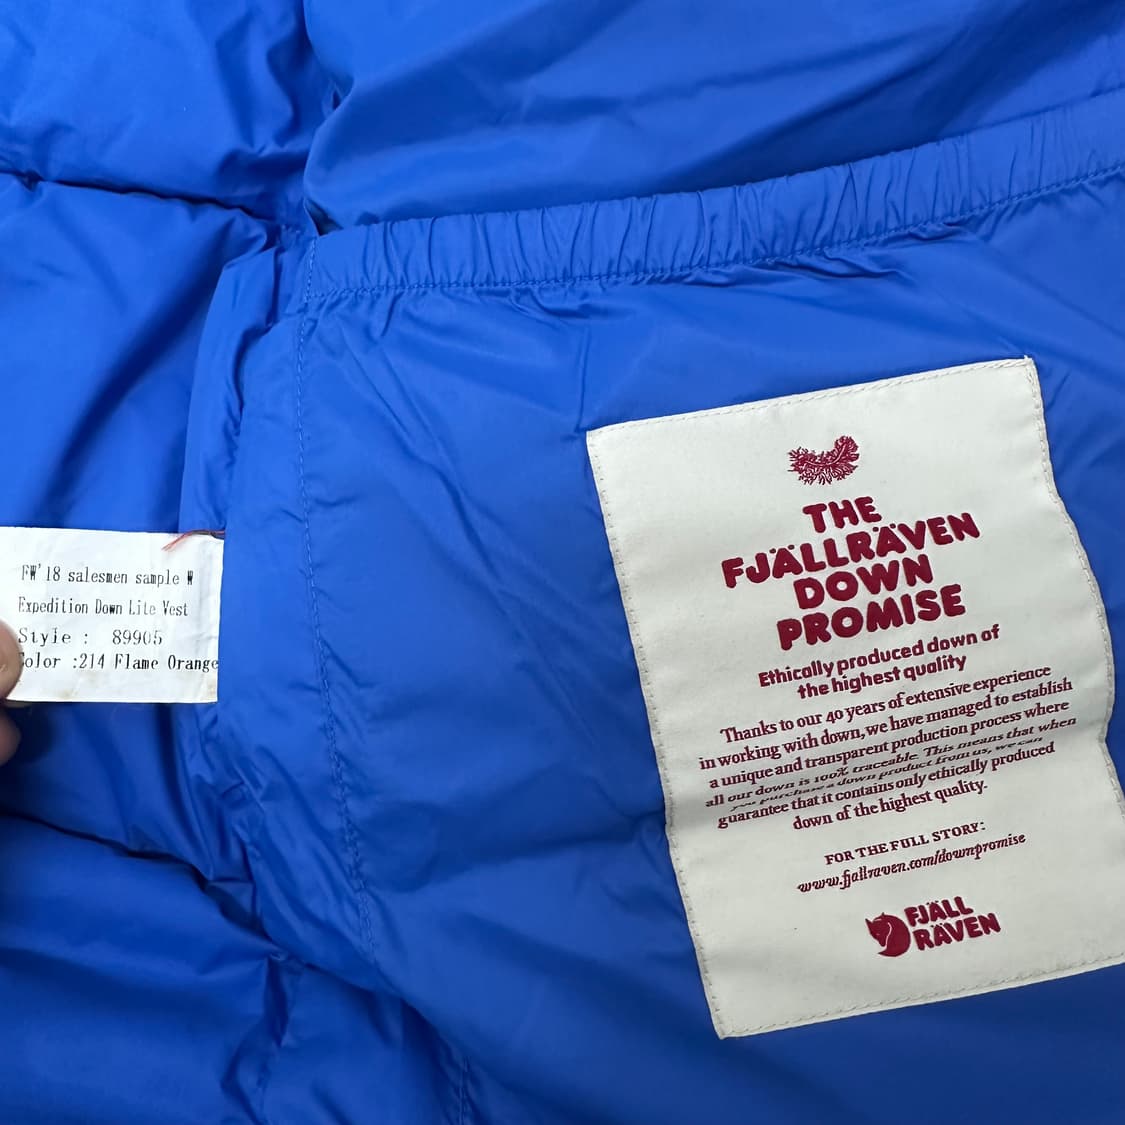 FW'18 salesmen sample W
Expedition Down Lite Vest
Style : 89905
Color :214 Flame Orange
THE
FJÄLLRÄVEN
DOWN
PROMISE
Ethically produced down of
the highest quality
Thanks to our 40 years of extensive experience
in working with down, we have managed to establish
a unique and transparent production process where
all our down is 100% traceable. This means that when
you purchase a down product from us, we can
guarantee that it contains only ethically produced
down of the highest quality.
FOR THE FULL STORY:
www.fjallraven.com/downpromise
FJÄLL
RÄVEN